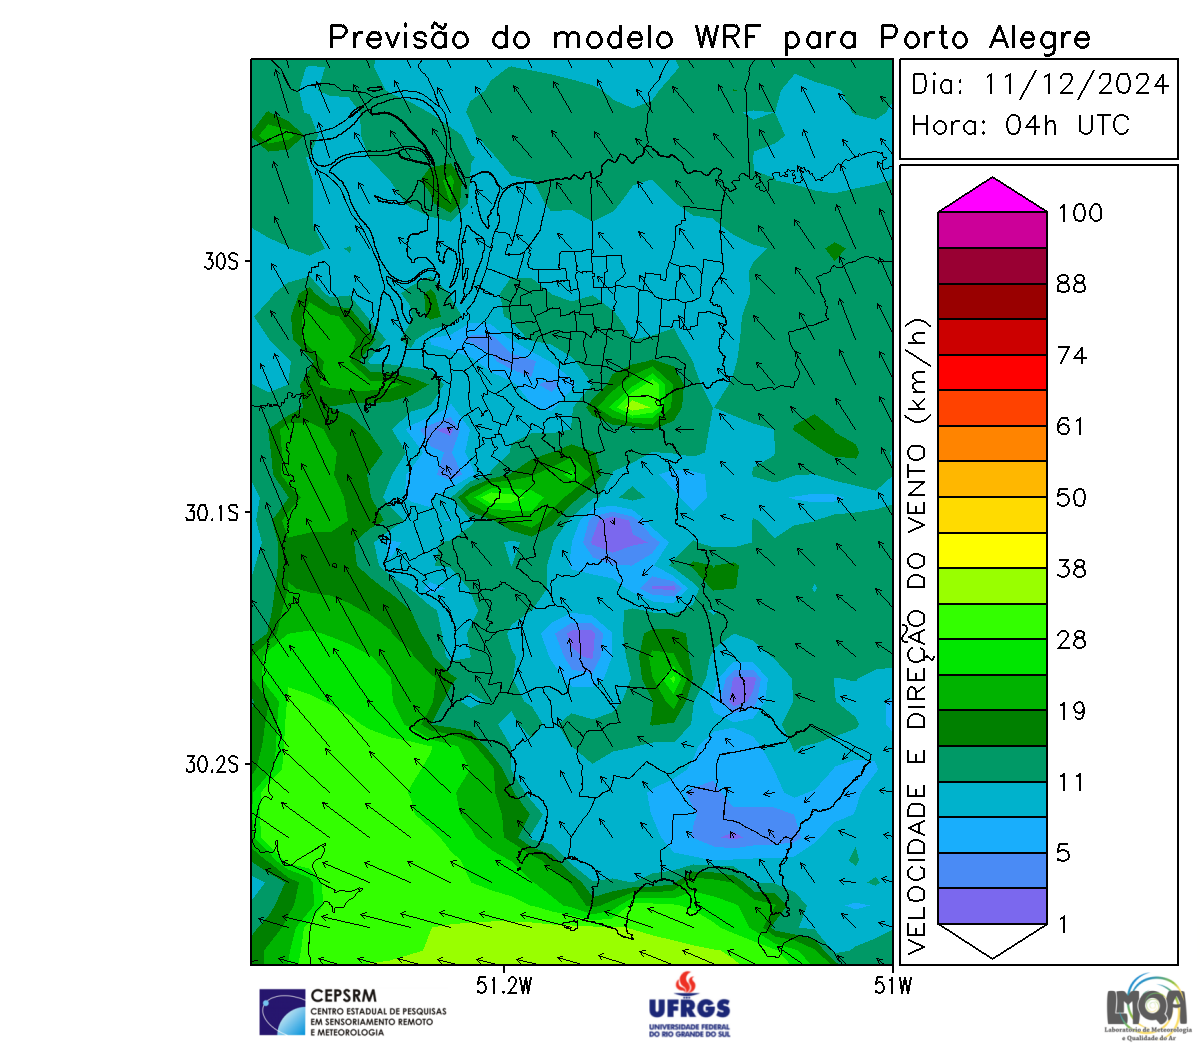 Previsão do modelo WRF para Porto Alegre
Dia: 11/12/2024
Hora: 04h UTC
VELOCIDADE E DIREÇÃO DO VENTO (km/h)
100
88
74
61
50
38
28
19
11
5
1
30S
30.1S
30.2S
51.2W
51W
CEPSRM
CENTRO ESTADUAL DE PESQUISAS
EM SENSORIAMENTO REMOTO
E METEOROLOGIA
UFRGS
UNIVERSIDADE FEDERAL
DO RIO GRANDE DO SUL
LMQA
Laboratório de Meteorologia
e Qualidade do Ar